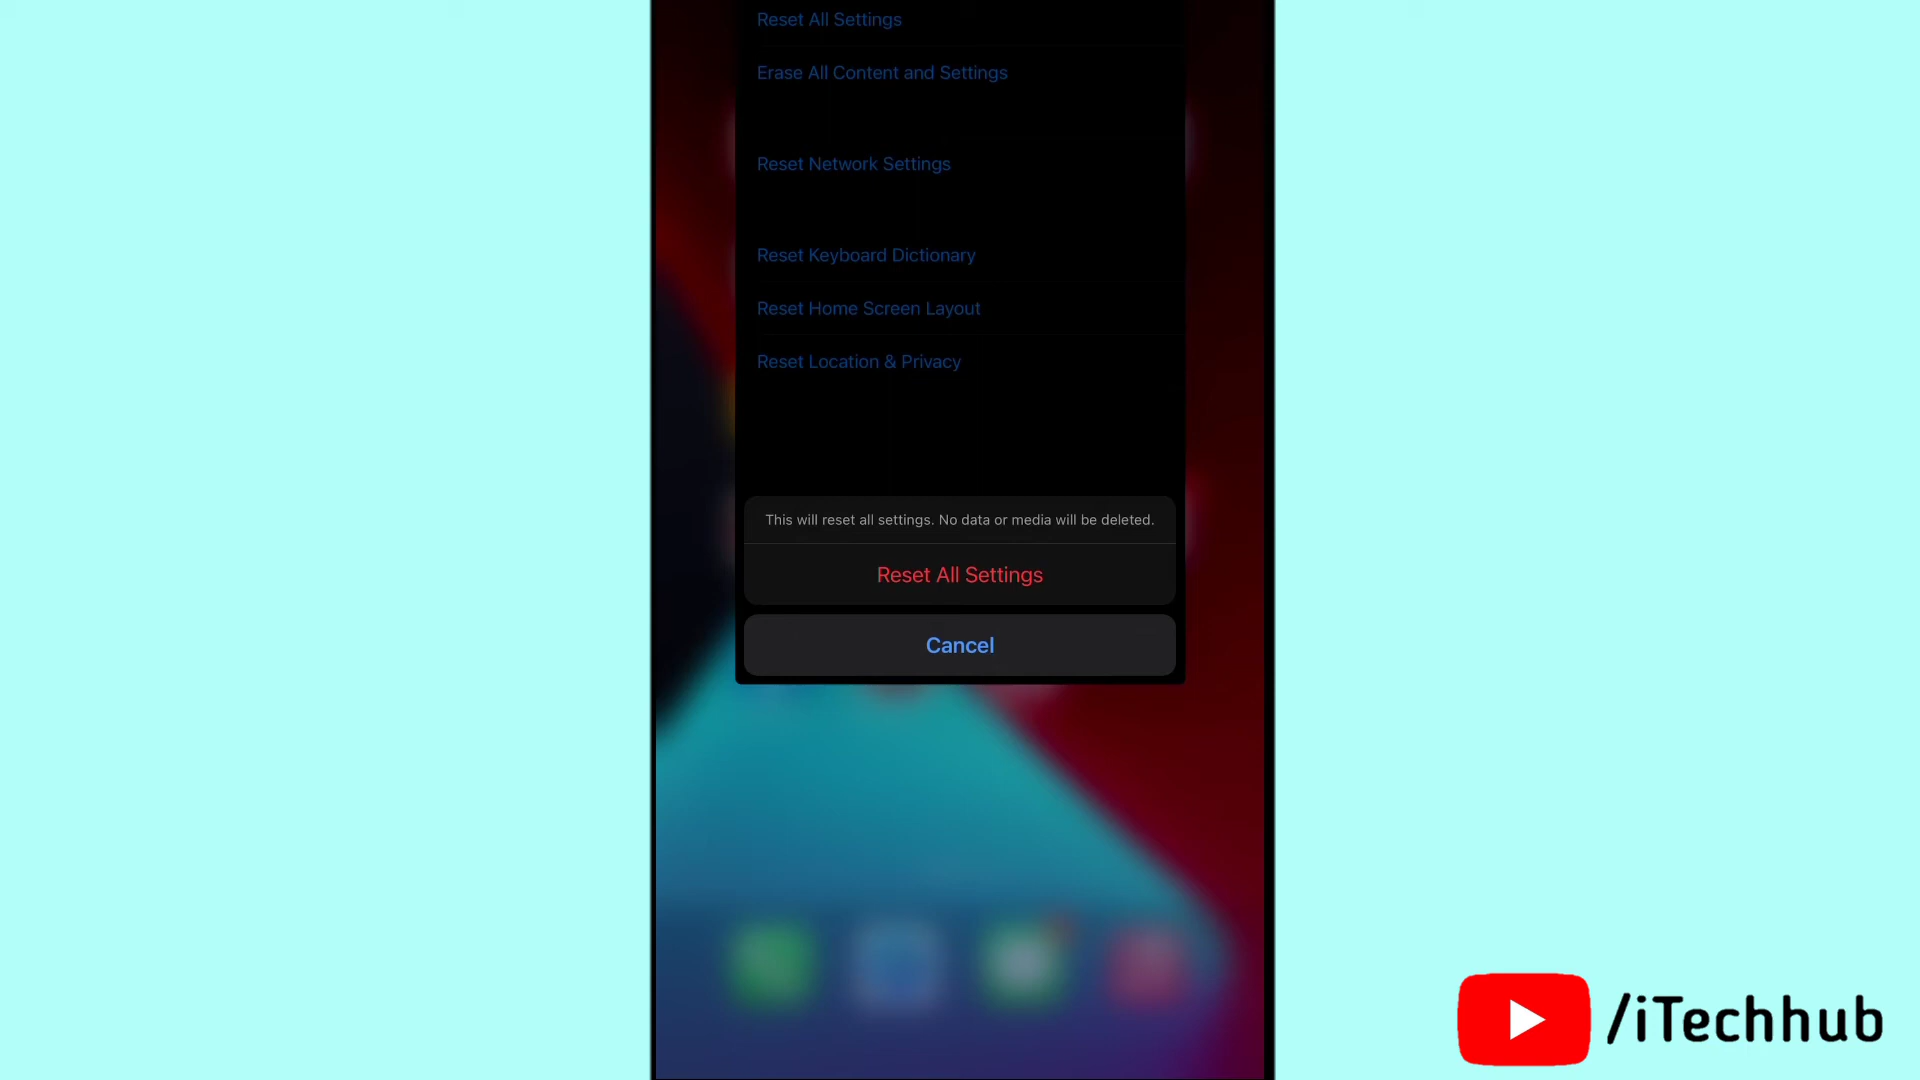 Reset All Settings
Erase All Content and Settings
Reset Network Settings
Reset Keyboard Dictionary
Reset Home Screen Layout
Reset Location & Privacy
This will reset all settings. No data or media will be deleted.
Reset All Settings
Cancel
/iTechhub